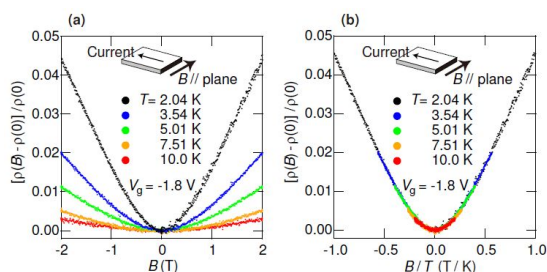 (a)
0.05
0.04
0.03
0.02
0.01
0.00
[ρ(B) - ρ(0)] / ρ(0)
Current
B // plane
T= 2.04 K
3.54 K
5.01 K
7.51 K
10.0 K
Vg = -1.8 V
-2
-1
0
1
2
B (T)
(b)
0.05
0.04
0.03
0.02
0.01
0.00
[ρ(B) - ρ(0)] / ρ(0)
Current
B // plane
T= 2.04 K
3.54 K
5.01 K
7.51 K
10.0 K
Vg = -1.8 V
-1.0
-0.5
0.0
0.5
1.0
B / T (T / K)